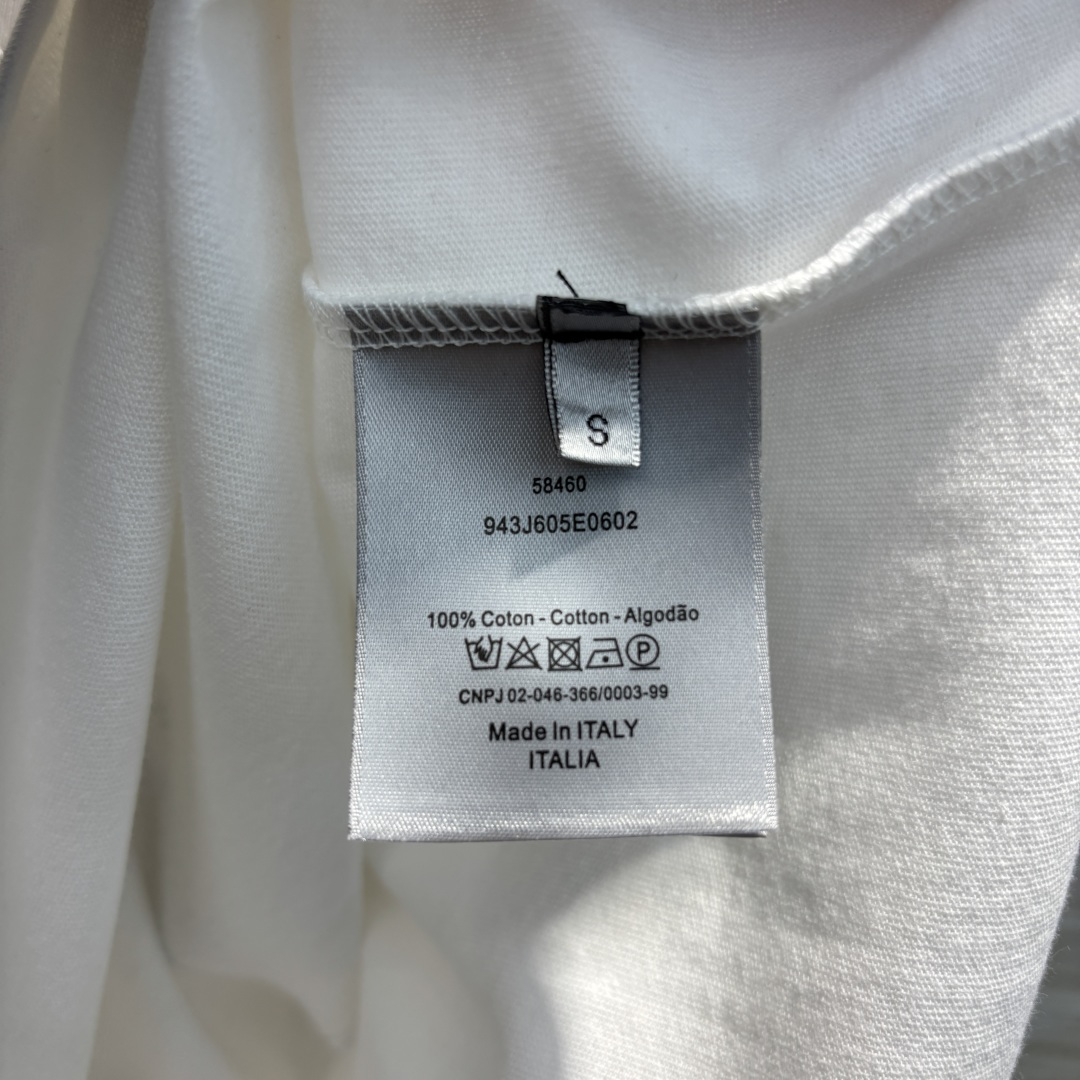 S
58460
943J605E0602
100% Coton - Cotton - Algodão
P
CNPJ 02-046-366/0003-99
Made In ITALY
ITALIA